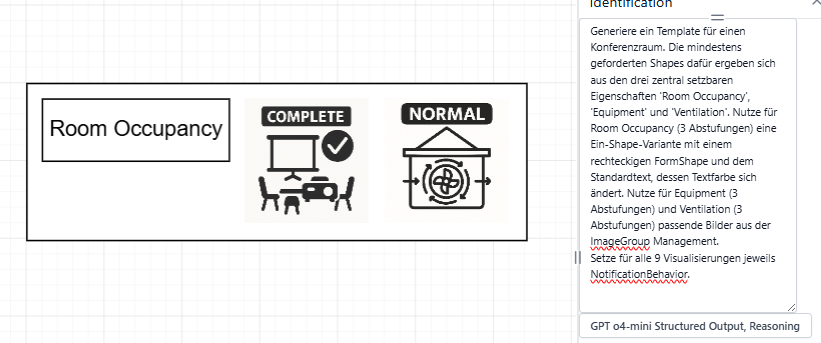 Identification
Room Occupancy
COMPLETE
NORMAL
Generiere ein Template für einen
Konferenzraum. Die mindestens
geforderten Shapes dafür ergeben sich
aus den drei zentral setzbaren
Eigenschaften 'Room Occupancy',
'Equipment' und 'Ventilation'. Nutze für
Room Occupancy (3 Abstufungen) eine
Ein-Shape-Variante mit einem
rechteckigen FormShape und dem
Standardtext, dessen Textfarbe sich
ändert. Nutze für Equipment (3
Abstufungen) und Ventilation (3
Abstufungen) passende Bilder aus der
ImageGroup Management.
Setze für alle 9 Visualisierungen jeweils
NotificationBehavior.
GPT o4-mini Structured Output, Reasoning